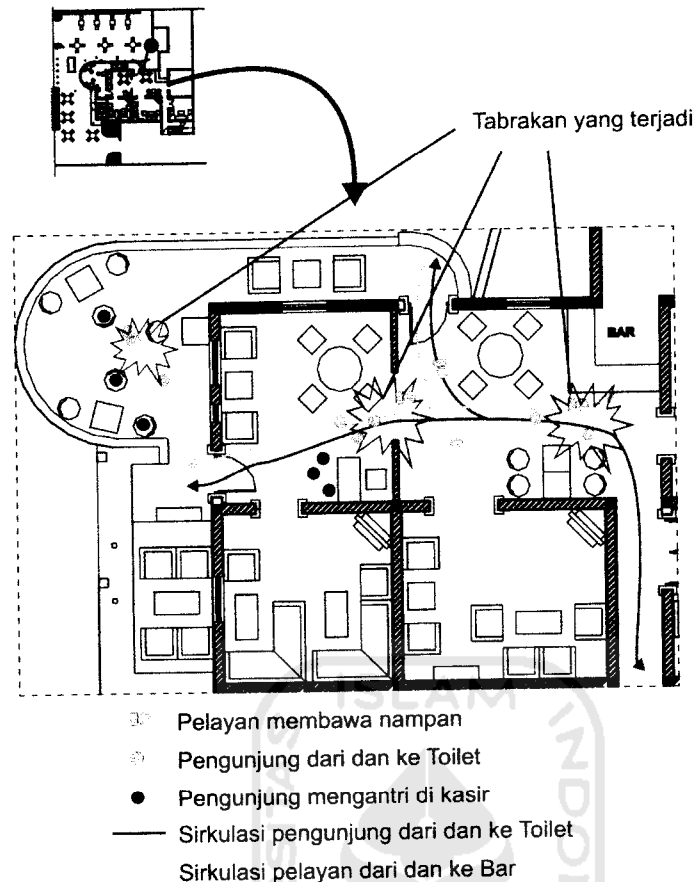 Tabrakan yang terjadi
BAR
Pelayan membawa nampan
Pengunjung dari dan ke Toilet
Pengunjung mengantri di kasir
Sirkulasi pengunjung dari dan ke Toilet
Sirkulasi pelayan dari dan ke Bar
ISLAM